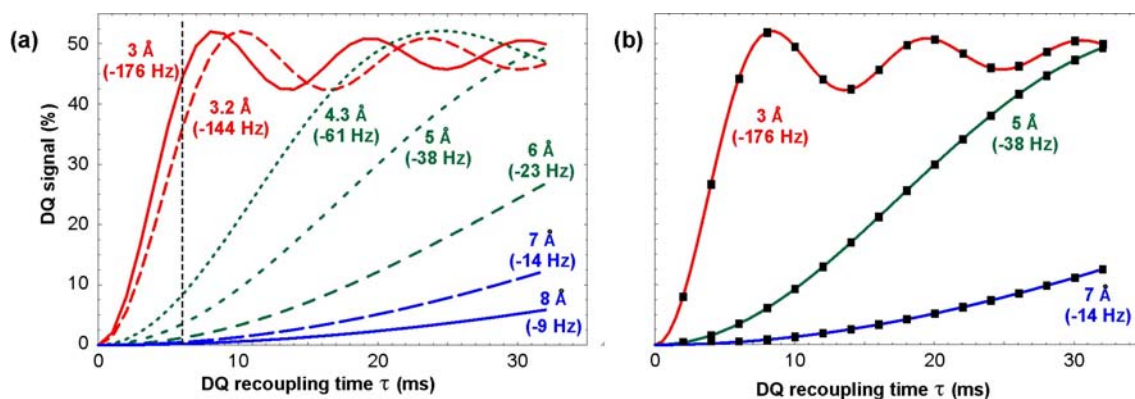 (a)
DQ signal (%)
50
40
30
20
10
0
3 Å
(-176 Hz)
3.2 Å
(-144 Hz)
4.3 Å
(-61 Hz)
5 Å
(-38 Hz)
6 Å
(-23 Hz)
7 Å
(-14 Hz)
8 Å
(-9 Hz)
0 10 20 30
DQ recoupling time τ (ms)
(b)
3 Å
(-176 Hz)
5 Å
(-38 Hz)
7 Å
(-14 Hz)
0 10 20 30
DQ recoupling time τ (ms)